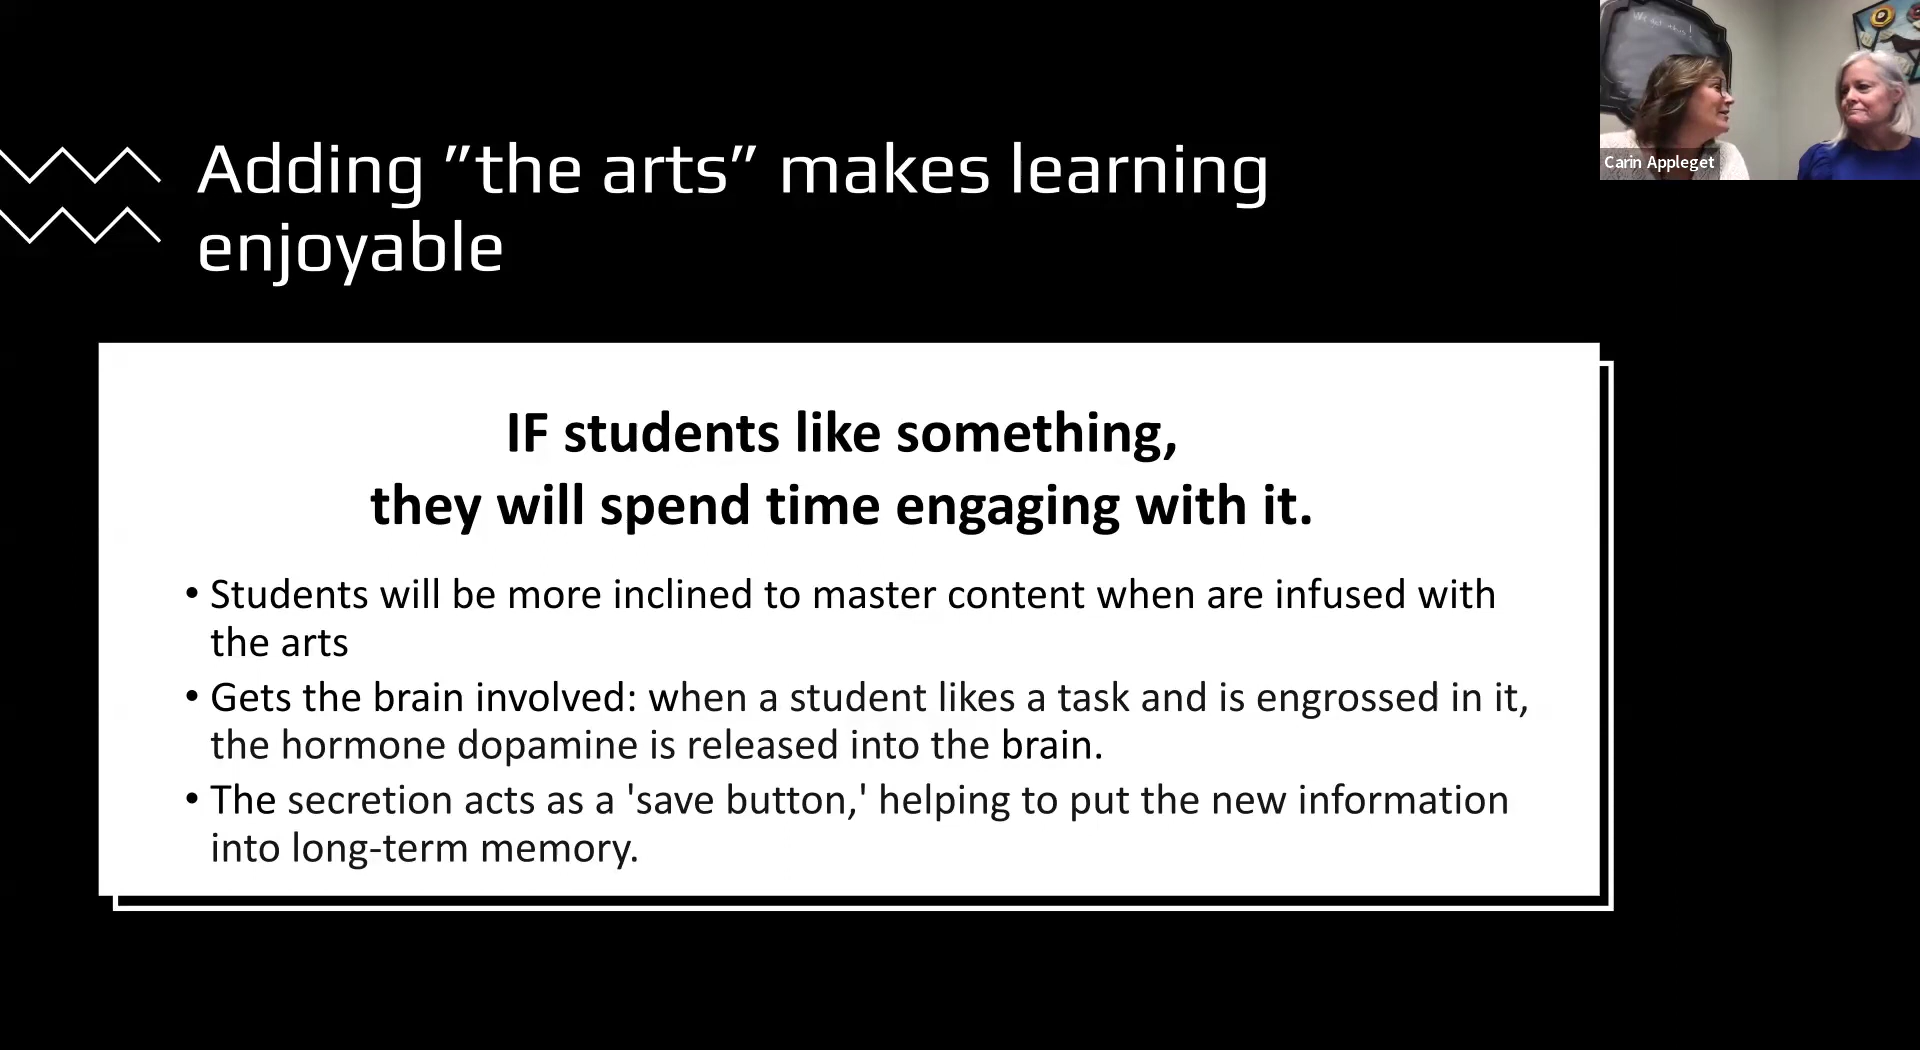 Adding ”the arts” makes learning
enjoyable
Carin Appleget
IF students like something,
they will spend time engaging with it.
• Students will be more inclined to master content when are infused with
the arts
• Gets the brain involved: when a student likes a task and is engrossed in it,
the hormone dopamine is released into the brain.
• The secretion acts as a 'save button,' helping to put the new information
into long-term memory.